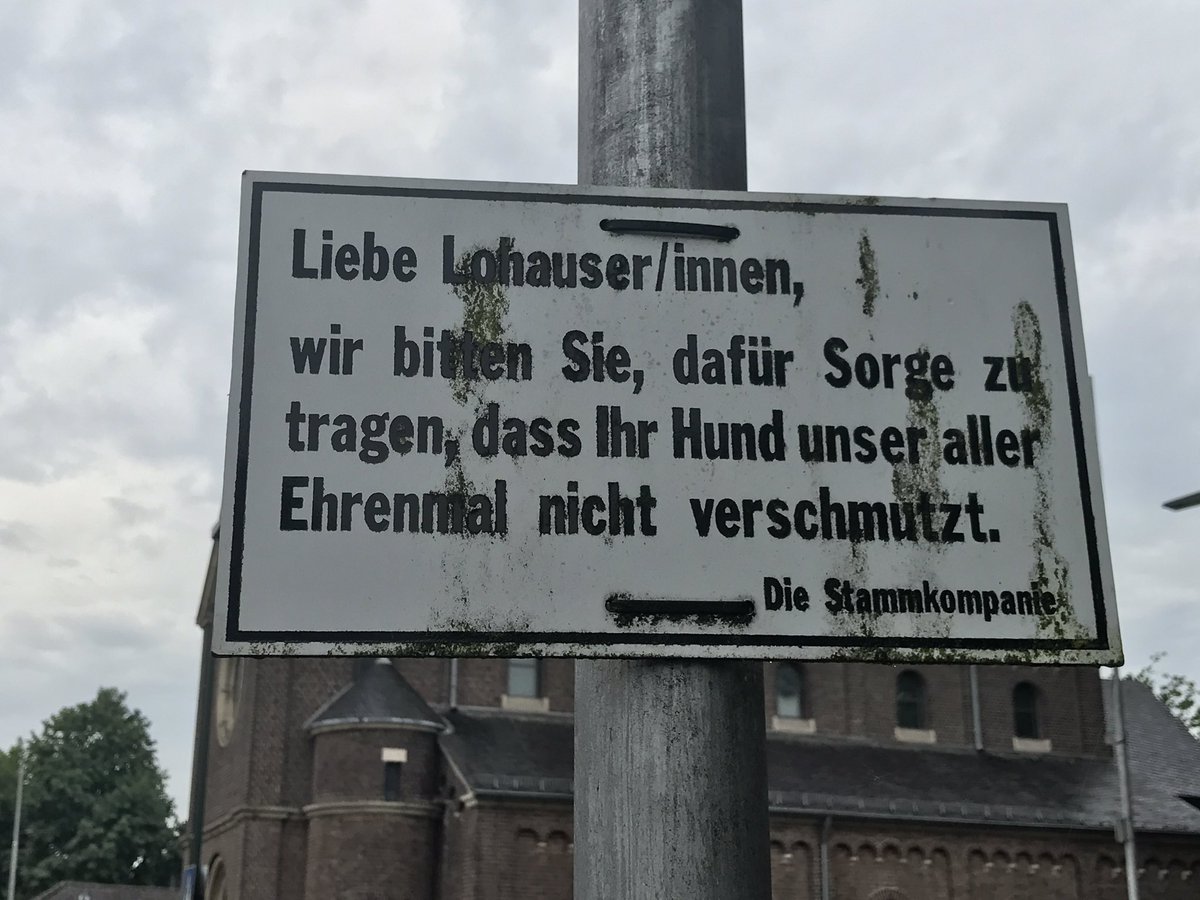 Liebe Lohauser/innen,
wir bitten Sie, dafür Sorge zu
tragen, dass Ihr Hund unser aller
Ehrenmal nicht verschmutzt.
Die Stammkompanie